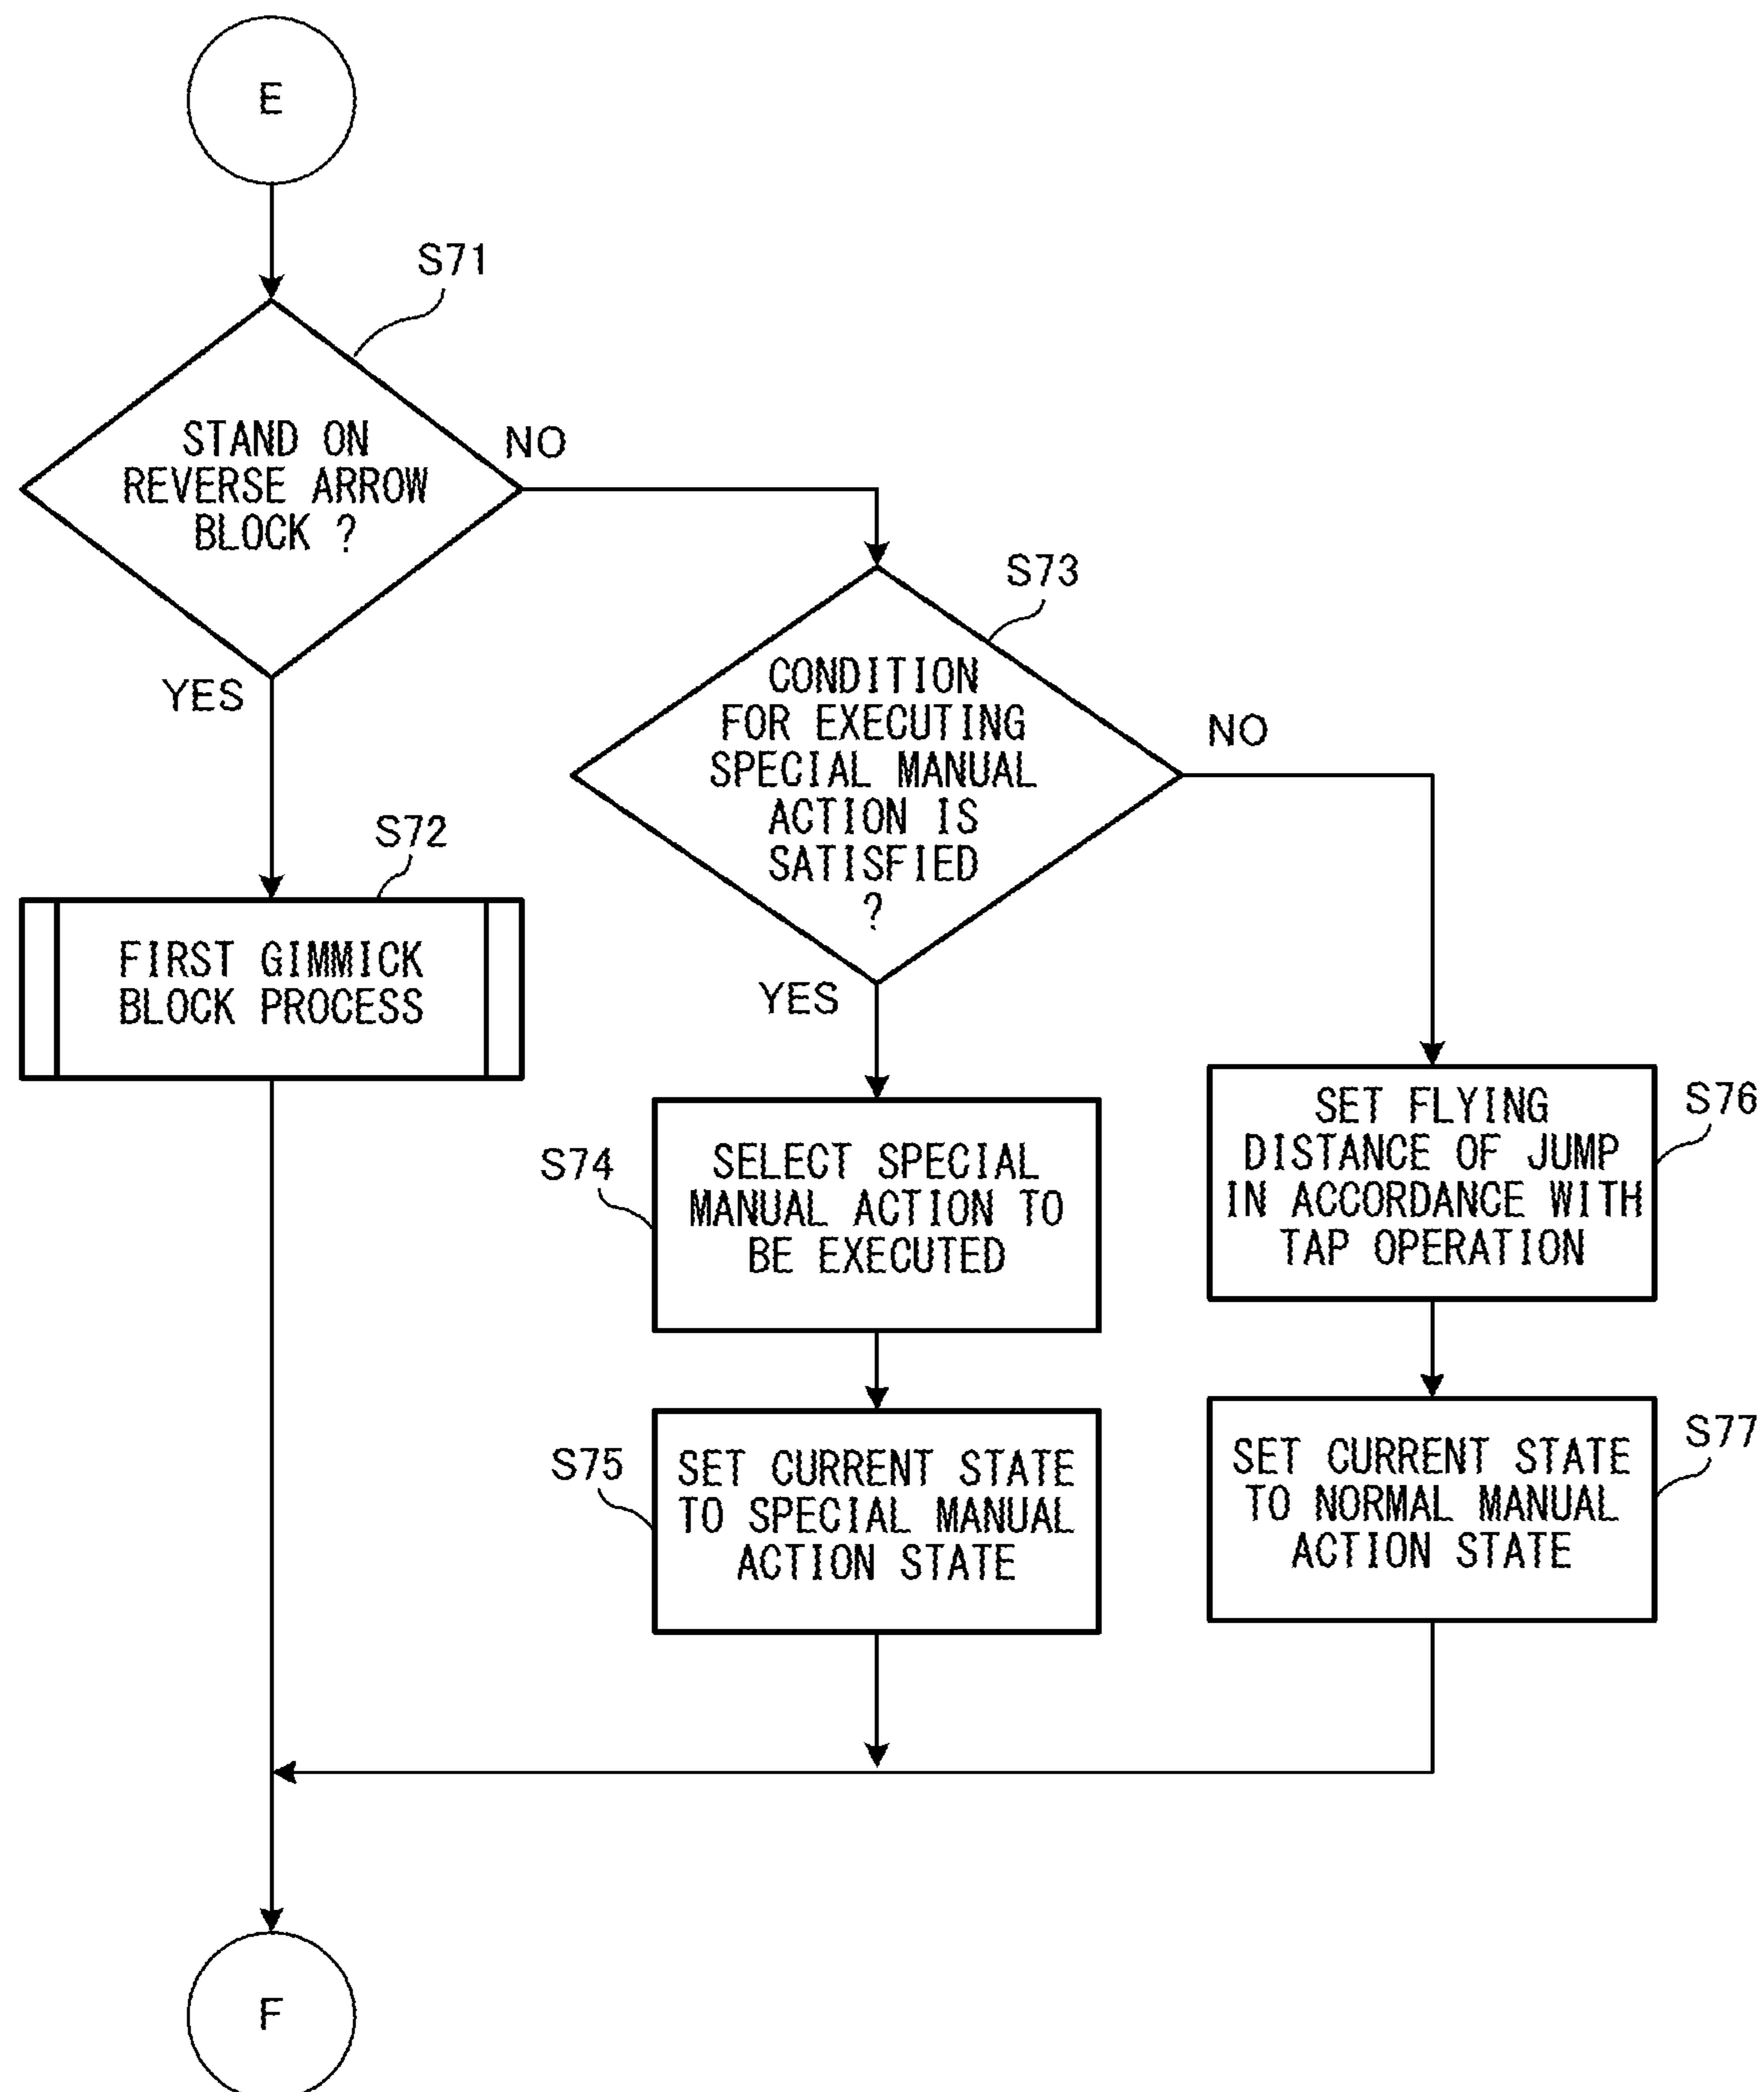 E
S71
STAND ON
REVERSE ARROW
BLOCK ?
NO
YES
S73
CONDITION
FOR EXECUTING
SPECIAL MANUAL
ACTION IS
SATISFIED
?
NO
YES
S72
FIRST GIMMICK
BLOCK PROCESS
S74
SELECT SPECIAL
MANUAL ACTION TO
BE EXECUTED
S76
SET FLYING
DISTANCE OF JUMP
IN ACCORDANCE WITH
TAP OPERATION
S75
SET CURRENT STATE
TO SPECIAL MANUAL
ACTION STATE
S77
SET CURRENT STATE
TO NORMAL MANUAL
ACTION STATE
F